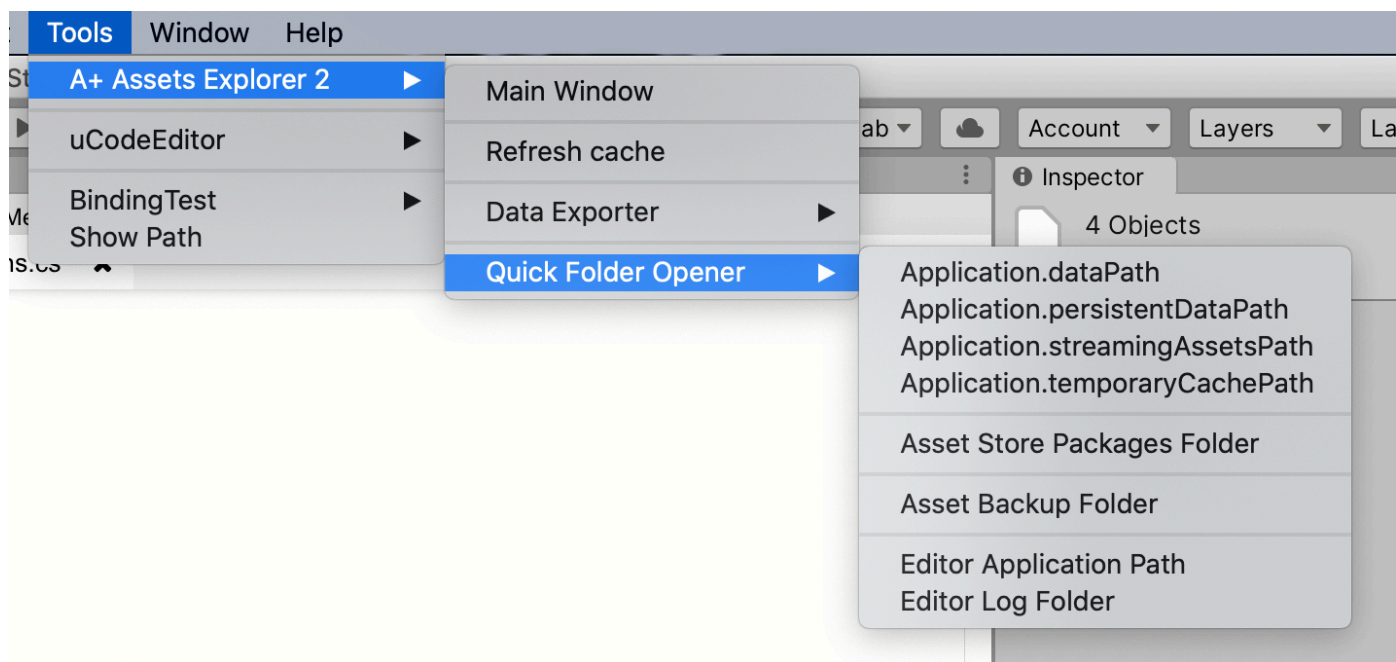 Tools Window Help
A+ Assets Explorer 2
uCodeEditor
BindingTest
Show Path
Main Window
Refresh cache
Data Exporter
Quick Folder Opener
Account Layers
Inspector
4 Objects
Application.dataPath
Application.persistentDataPath
Application.streamingAssetsPath
Application.temporaryCachePath
Asset Store Packages Folder
Asset Backup Folder
Editor Application Path
Editor Log Folder